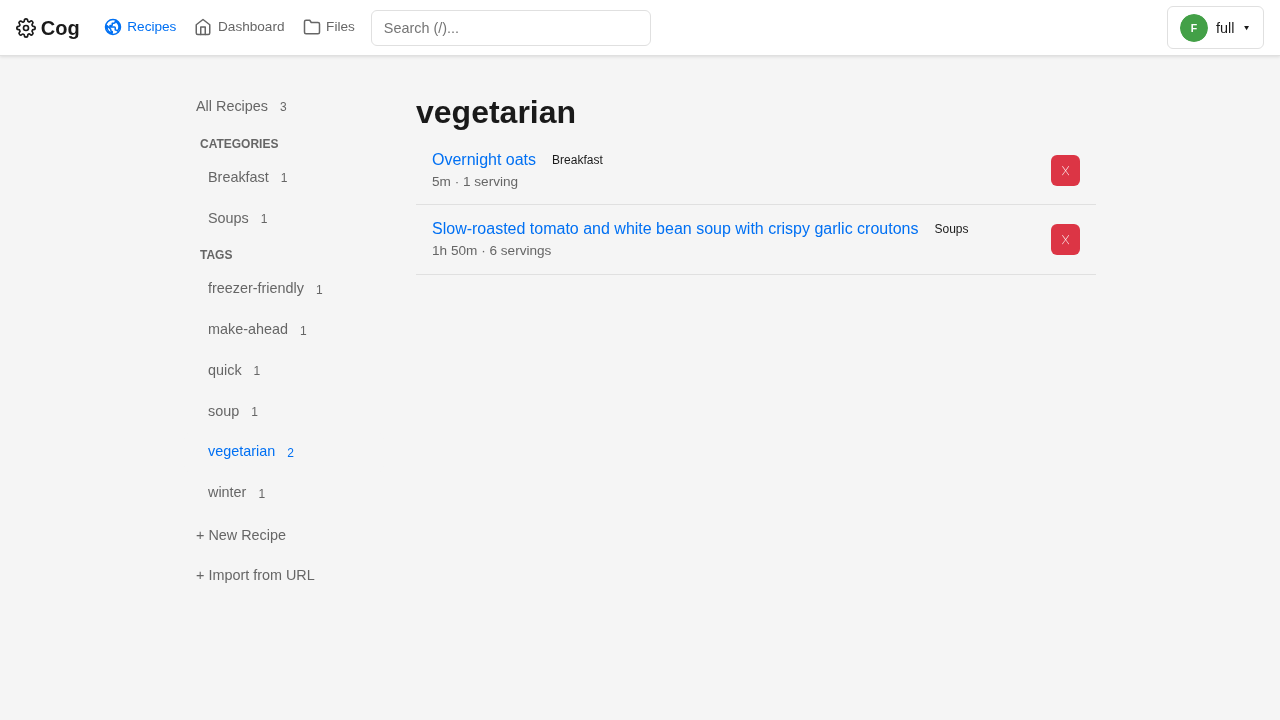 Cog
Recipes
Dashboard
Files
Search (/)...
F
full
All Recipes 3
CATEGORIES
Breakfast 1
Soups 1
TAGS
freezer-friendly 1
make-ahead 1
quick 1
soup 1
vegetarian 2
winter 1
+ New Recipe
+ Import from URL
vegetarian
Overnight oats Breakfast
5m · 1 serving
X
Slow-roasted tomato and white bean soup with crispy garlic croutons Soups
1h 50m · 6 servings
X